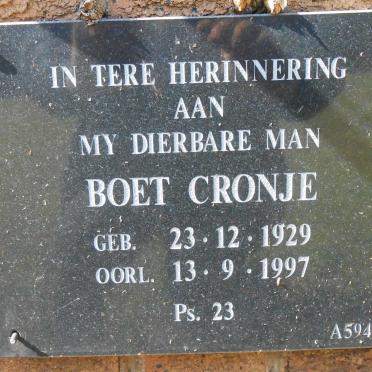 IN TERE HERINNERING
AAN
MY DIERBARE MAN
BOET CRONJE
GEB. 23 · 12 · 1929
OORL. 13 · 9 · 1997
Ps. 23
A594